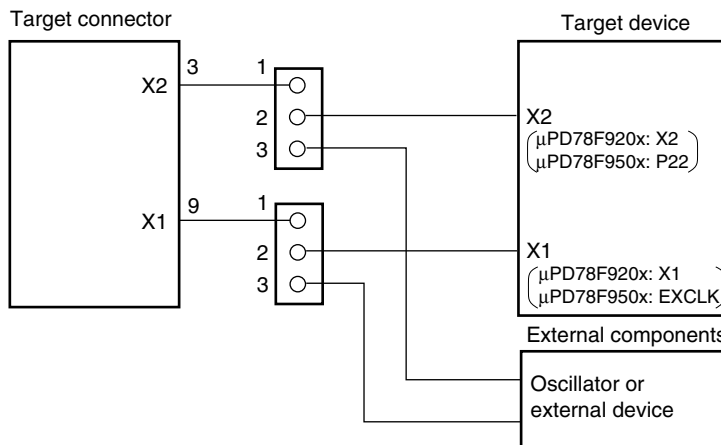 Target connector
Target device
X2
3
1
2
3
X2
µPD78F920x: X2
µPD78F950x: P22
X1
9
1
2
3
X1
µPD78F920x: X1
µPD78F950x: EXCLK
External components
Oscillator or
external device